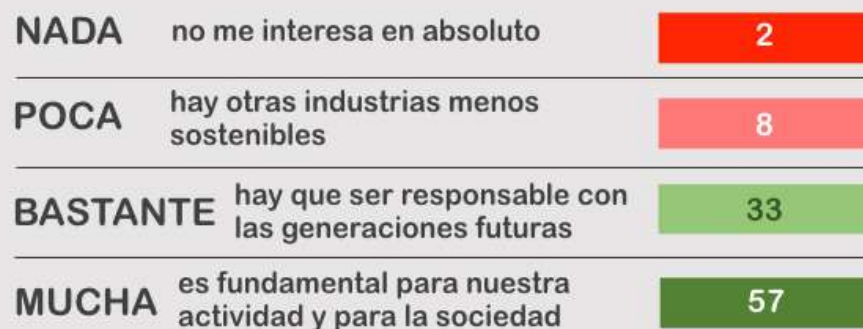 NADA no me interesa en absoluto 2
POCA hay otras industrias menos
sostenibles 8
BASTANTE hay que ser responsable con
las generaciones futuras 33
MUCHA es fundamental para nuestra
actividad y para la sociedad 57